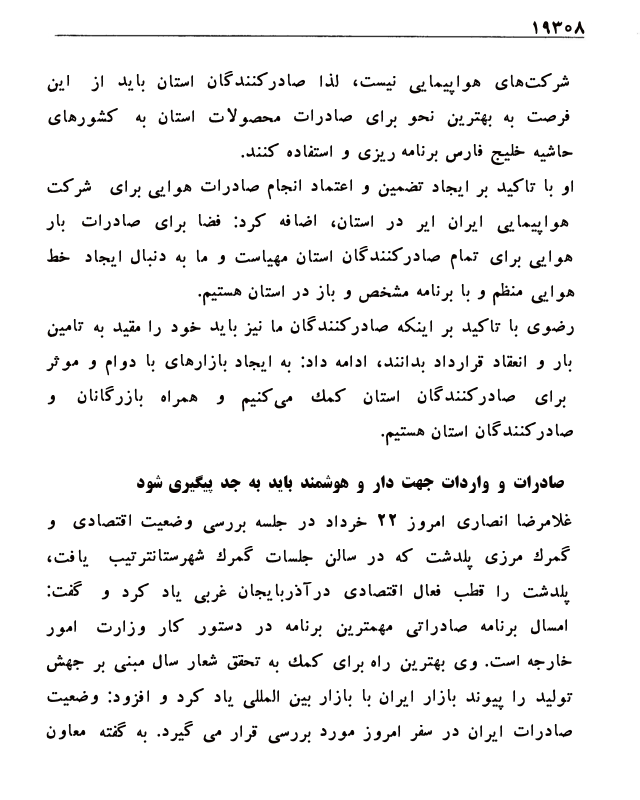 ۱۹۳۰۸
شرکت‌های هواپیمایی نیست، لذا صادرکنندگان استان باید از این
فرصت به بهترین نحو برای صادرات محصولات استان به کشورهای
حاشیه خلیج فارس برنامه ریزی و استفاده کنند.
او با تاکید بر ایجاد تضمین و اعتماد انجام صادرات هوایی برای شرکت
هواپیمایی ایران ایر در استان، اضافه کرد: فضا برای صادرات بار
هوایی برای تمام صادرکنندگان استان مهیاست و ما به دنبال ایجاد خط
هوایی منظم و با برنامه مشخص و باز در استان هستیم.
رضوی با تاکید بر اینکه صادرکنندگان ما نیز باید خود را مقید به تامین
بار و انعقاد قرارداد بدانند، ادامه داد: به ایجاد بازارهای با دوام و موثر
برای صادرکنندگان استان کمک می‌کنیم و همراه بازرگانان و
صادرکنندگان استان هستیم.
صادرات و واردات جهت دار و هوشمند باید به جد پیگیری شود
غلامرضا انصاری امروز ۲۲ خرداد در جلسه بررسی وضعیت اقتصادی و
گمرک مرزی پلدشت که در سالن جلسات گمرک شهرستانترتیب یافت،
پلدشت را قطب فعال اقتصادی درآذربایجان غربی یاد کرد و گفت:
امسال برنامه صادراتی مهمترین برنامه در دستور کار وزارت امور
خارجه است. وی بهترین راه برای کمک به تحقق شعار سال مبنی بر جهش
تولید را پیوند بازار ایران با بازار بین المللی یاد کرد و افزود: وضعیت
صادرات ایران در سفر امروز مورد بررسی قرار می گیرد. به گفته معاون